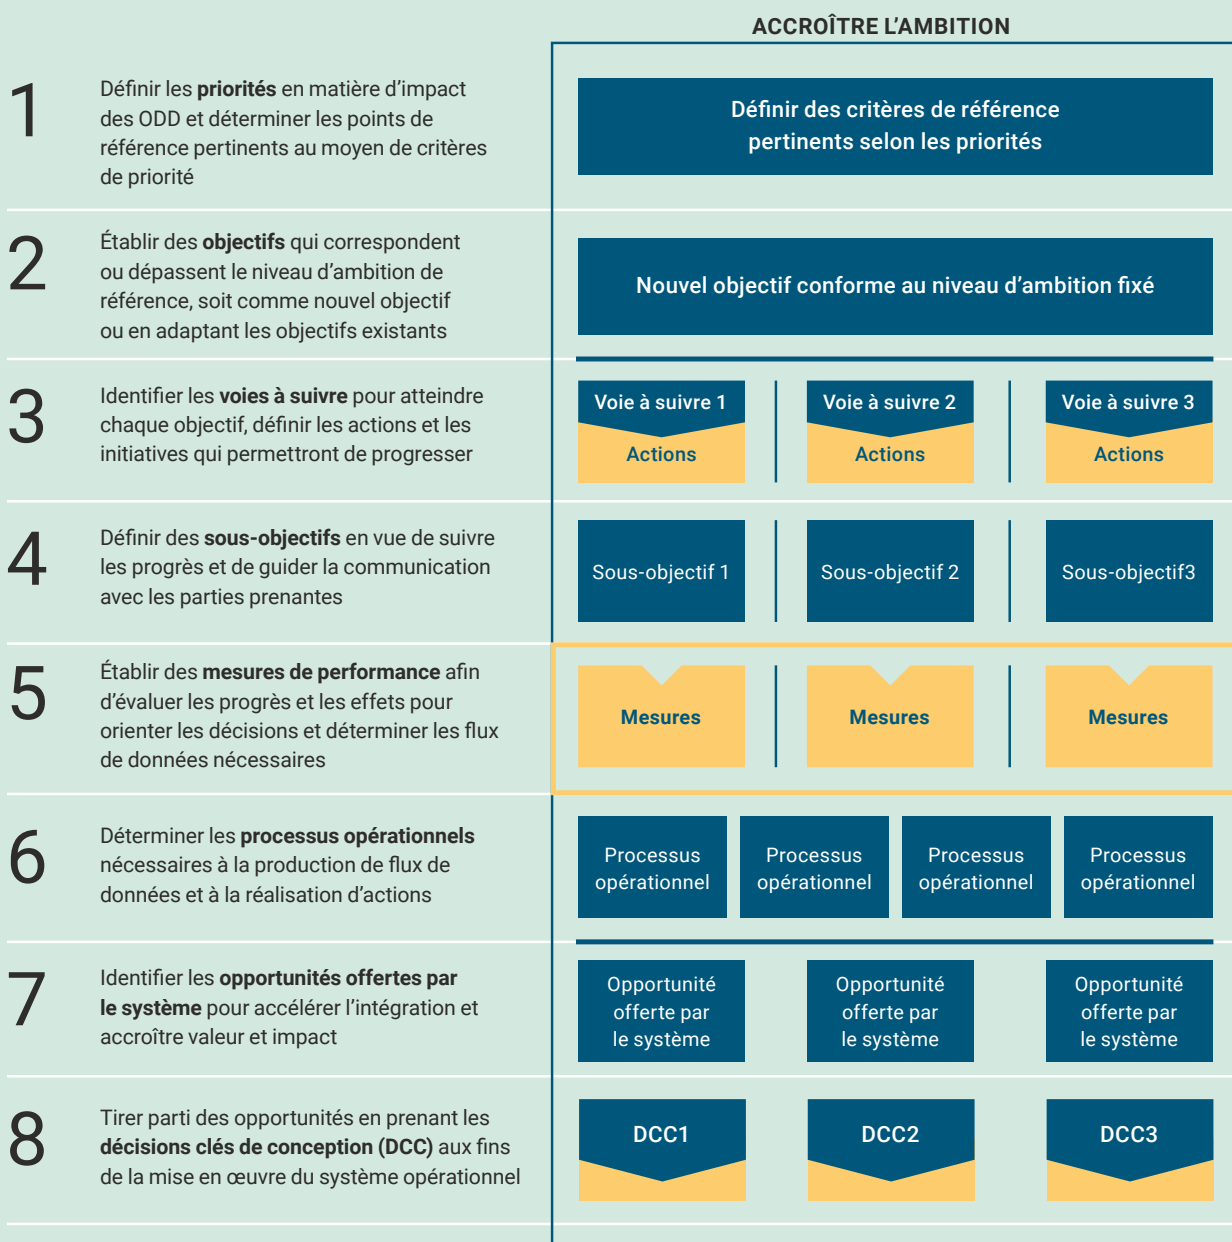 ACCROÎTRE L'AMBITION
1
Définir les priorités en matière d'impact
des ODD et déterminer les points de
référence pertinents au moyen de critères
de priorité
Définir des critères de référence
pertinents selon les priorités
2
Établir des objectifs qui correspondent
ou dépassent le niveau d'ambition de
référence, soit comme nouvel objectif
ou en adaptant les objectifs existants
Nouvel objectif conforme au niveau d'ambition fixé
3
Identifier les voies à suivre pour atteindre
chaque objectif, définir les actions et les
initiatives qui permettront de progresser
Voie à suivre 1
Actions
Voie à suivre 2
Actions
Voie à suivre 3
Actions
4
Définir des sous-objectifs en vue de suivre
les progrès et de guider la communication
avec les parties prenantes
Sous-objectif 1
Sous-objectif 2
Sous-objectif3
5
Établir des mesures de performance afin
d'évaluer les progrès et les effets pour
orienter les décisions et déterminer les flux
de données nécessaires
Mesures
Mesures
Mesures
6
Déterminer les processus opérationnels
nécessaires à la production de flux de
données et à la réalisation d'actions
Processus
opérationnel
Processus
opérationnel
Processus
opérationnel
Processus
opérationnel
7
Identifier les opportunités offertes par
le système pour accélérer l'intégration et
accroître valeur et impact
Opportunité
offerte par
le système
Opportunité
offerte par
le système
Opportunité
offerte par
le système
8
Tirer parti des opportunités en prenant les
décisions clés de conception (DCC) aux fins
de la mise en œuvre du système opérationnel
DCC1
DCC2
DCC3